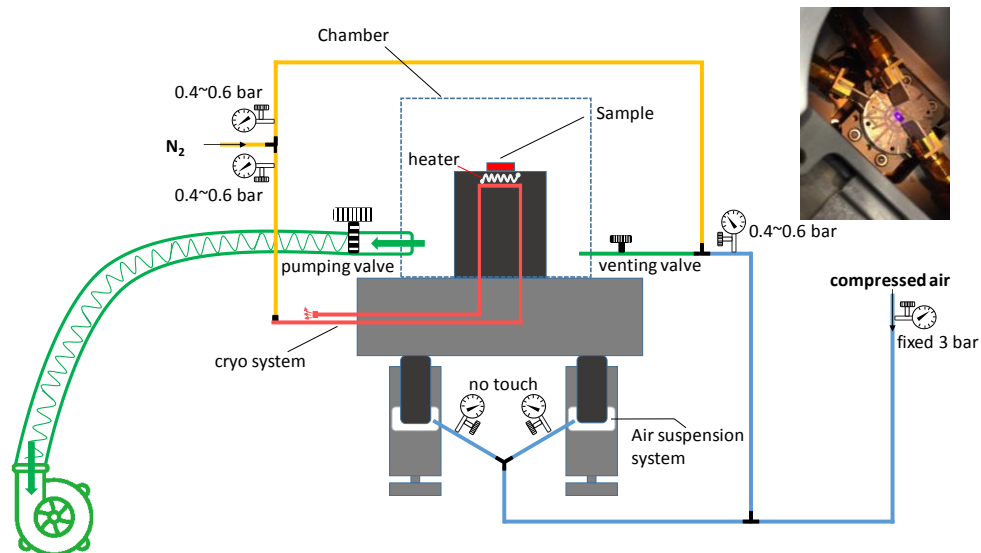 Chamber
0.4~0.6 bar
Sample
N2
heater
0.4~0.6 bar
0.4~0.6 bar
pumping valve
venting valve
compressed air
fixed 3 bar
cryo system
no touch
Air suspension
system